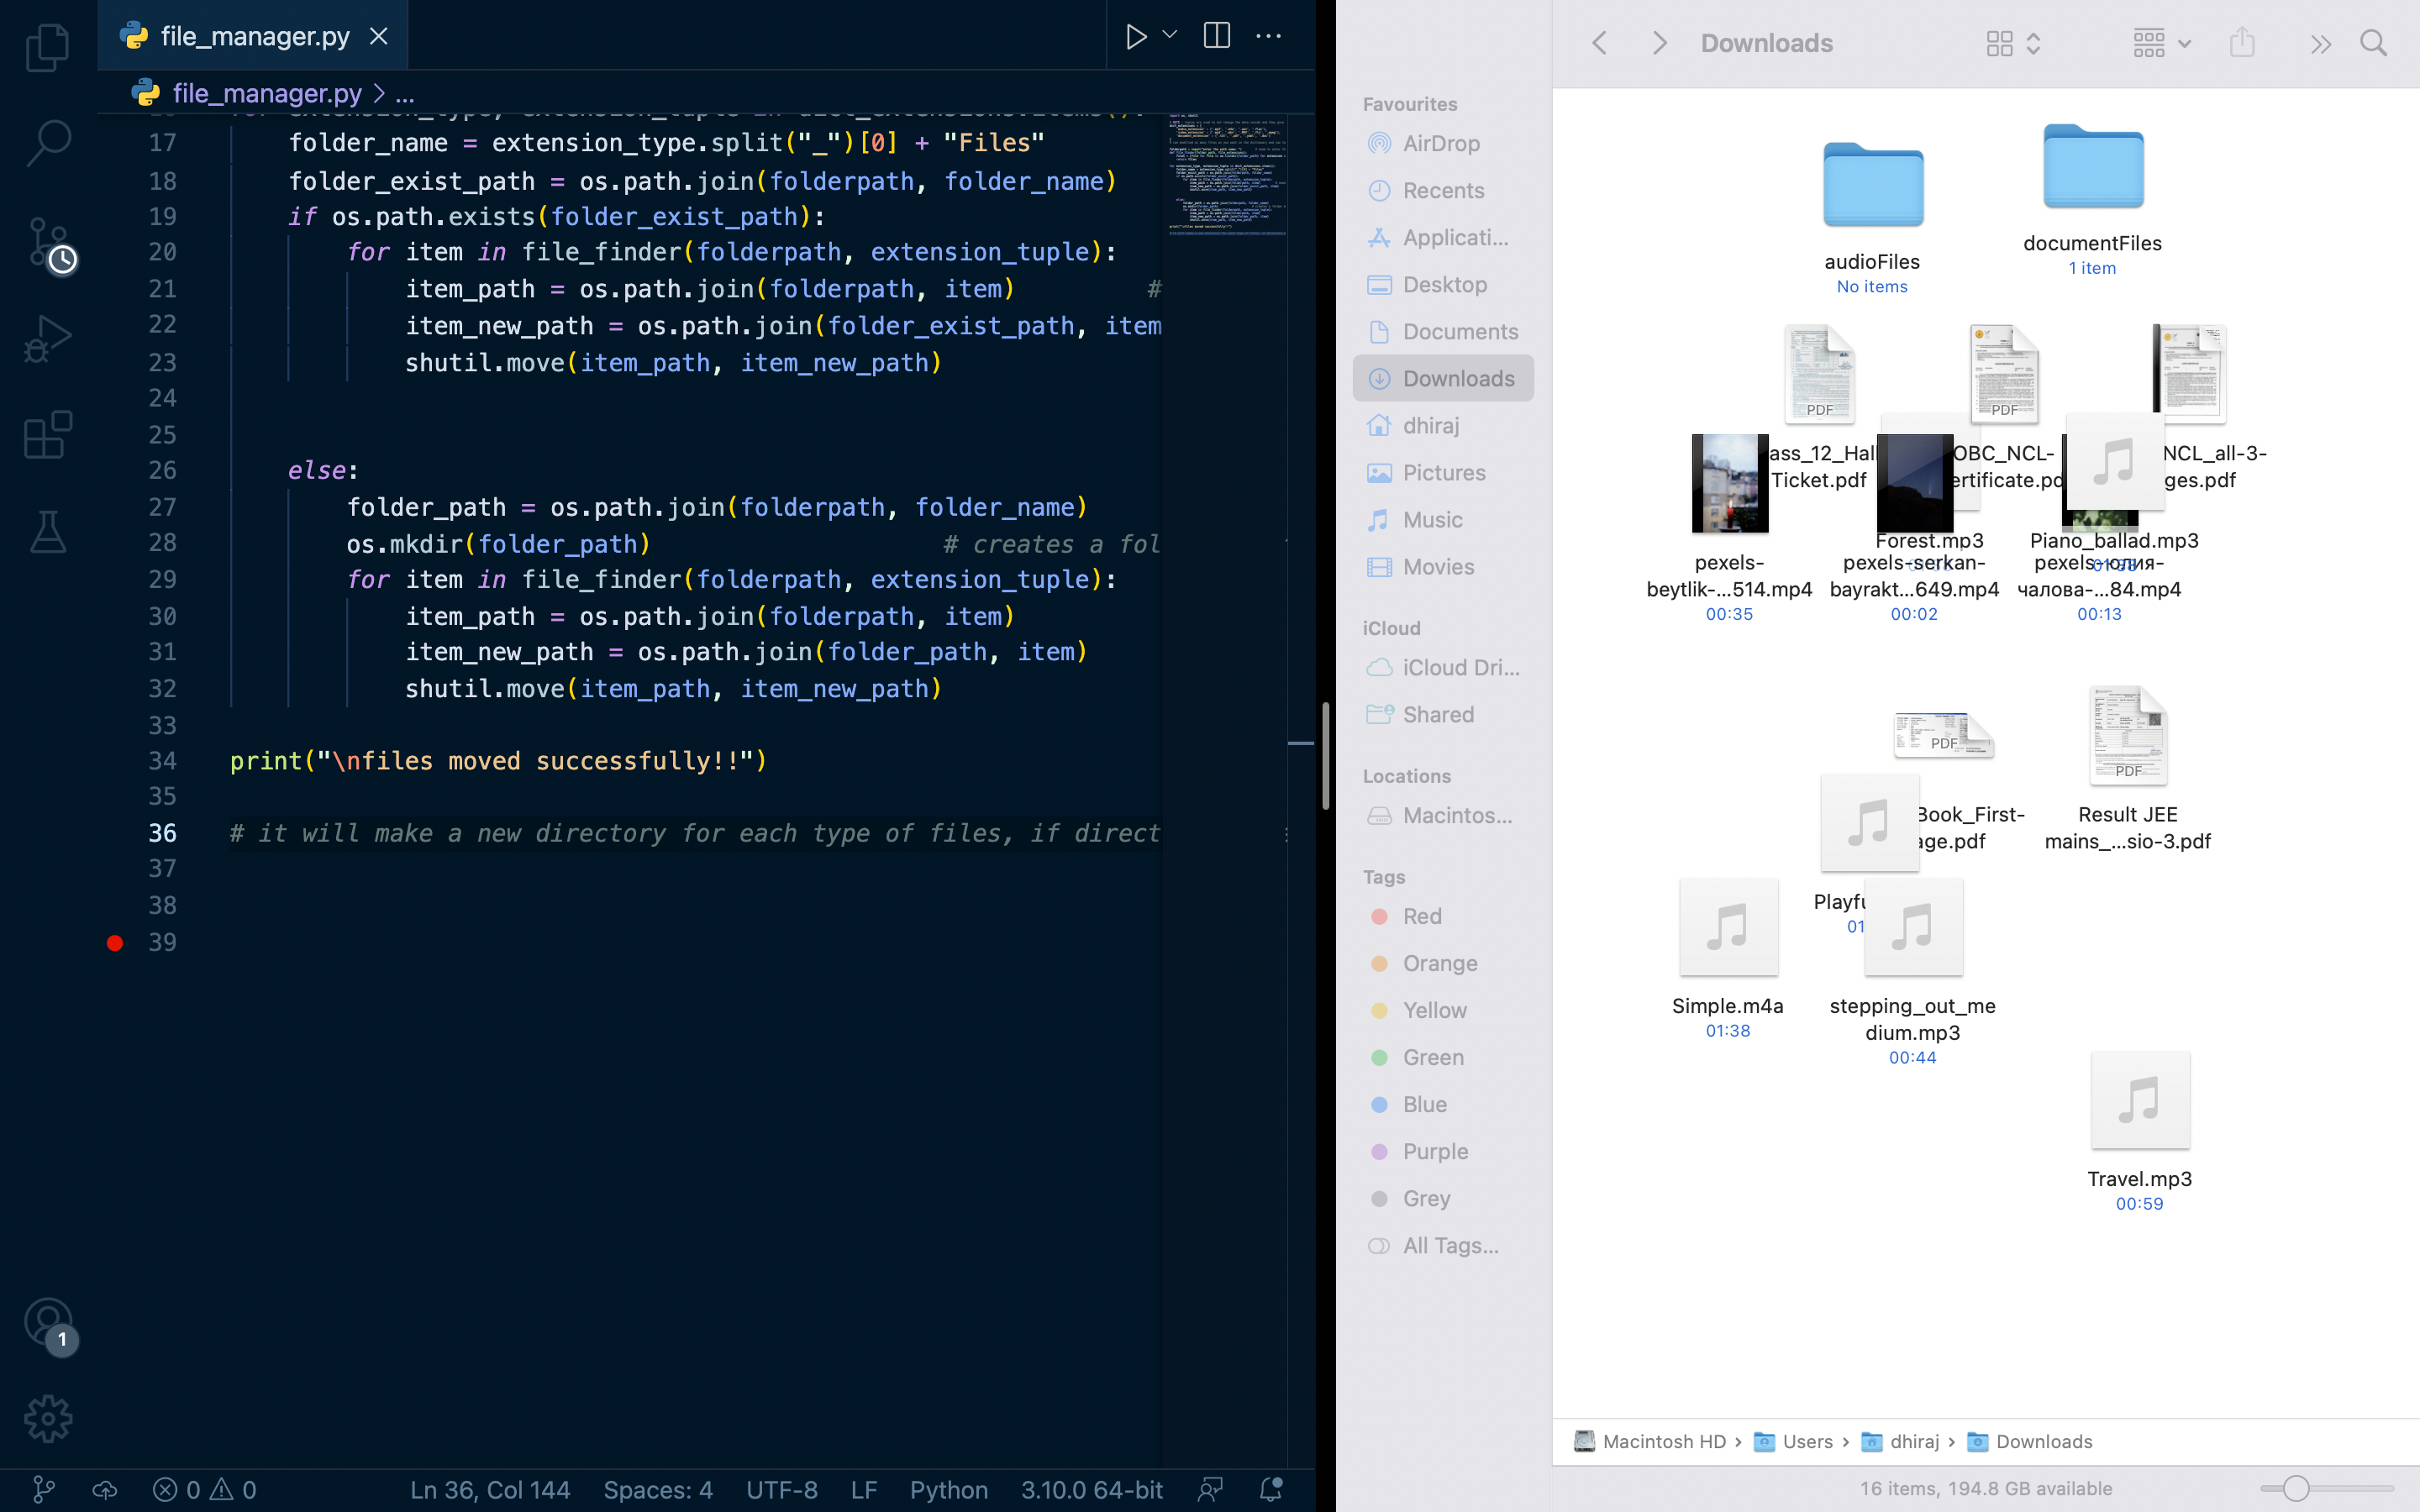 file_manager.py
file_manager.py > ...
17 folder_name = extension_type.split("_")[0] + "Files"
18 folder_exist_path = os.path.join(folderpath, folder_name)
19 if os.path.exists(folder_exist_path):
20 for item in file_finder(folderpath, extension_tuple):
21 item_path = os.path.join(folderpath, item) #
22 item_new_path = os.path.join(folder_exist_path, item
23 shutil.move(item_path, item_new_path)
24
25
26 else:
27 folder_path = os.path.join(folderpath, folder_name)
28 os.mkdir(folder_path) # creates a fol
29 for item in file_finder(folderpath, extension_tuple):
30 item_path = os.path.join(folderpath, item)
31 item_new_path = os.path.join(folder_path, item)
32 shutil.move(item_path, item_new_path)
33
34 print("\nfiles moved successfully!!")
35
36 # it will make a new directory for each type of files, if direct
37
38
39
1
0 0
Ln 36, Col 144 Spaces: 4 UTF-8 LF Python 3.10.0 64-bit
Downloads
Favourites
AirDrop
Recents
Applicati...
Desktop
Documents
Downloads
dhiraj
Pictures
Music
Movies
iCloud
iCloud Dri...
Shared
Locations
Macintos...
Tags
Red
Orange
Yellow
Green
Blue
Purple
Grey
All Tags...
audioFiles
No items
documentFiles
1 item
PDF
PDF
ass_12_Hall
Ticket.pdf
OBC_NCL-
ertificate.pd
NCL_all-3-
ges.pdf
Forest.mp3
Piano_ballad.mp3
pexels-
beytlik-...514.mp4
00:35
pexels-serkan-
bayrakt...649.mp4
00:02
pexels-юлия-
чалова-...84.mp4
00:13
PDF
PDF
Book_First-
age.pdf
Result JEE
mains_...sio-3.pdf
Playfu
01
Simple.m4a
01:38
stepping_out_me
dium.mp3
00:44
Travel.mp3
00:59
Macintosh HD › Users › dhiraj › Downloads
16 items, 194.8 GB available